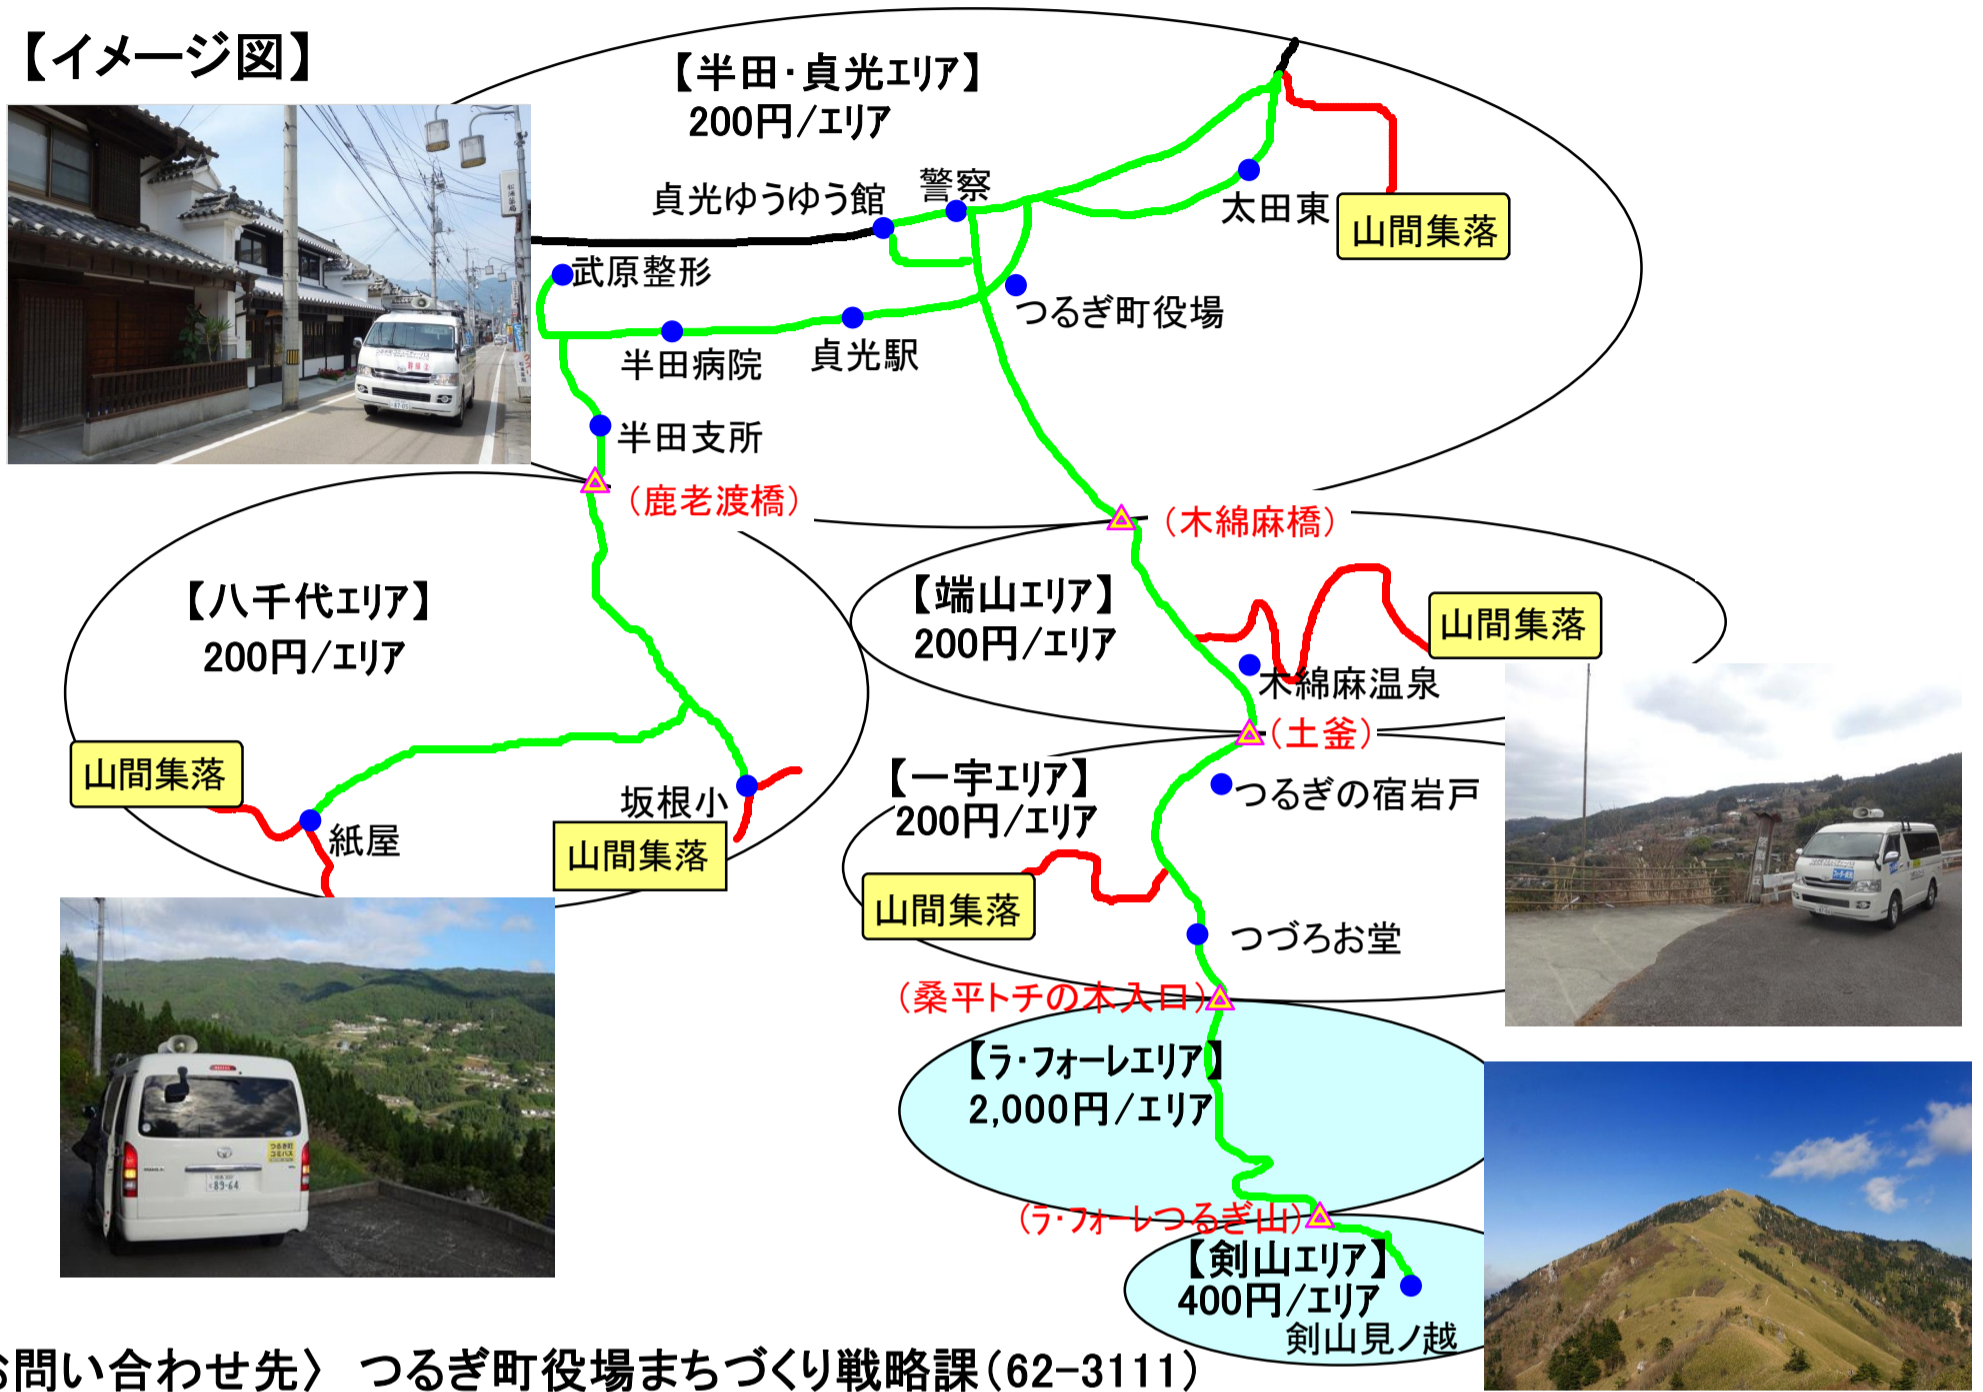 【イメージ図】
【半田・貞光エリア】
200円/エリア
貞光ゆうゆう館
警察
太田東
山間集落
武原整形
つるぎ町役場
半田病院
貞光駅
半田支所
（鹿老渡橋）
（木綿麻橋）
【八千代エリア】
200円/エリア
【端山エリア】
200円/エリア
山間集落
木綿麻温泉
（土釜）
山間集落
紙屋
坂根小
山間集落
【一宇エリア】
200円/エリア
つるぎの宿岩戸
山間集落
つづろお堂
（桑平トチの木入口）
【ラ・フォーレエリア】
2,000円/エリア
（ラ・フォーレつるぎ山）
【剣山エリア】
400円/エリア
剣山見ノ越
つるぎ町
コミバス
89-64
お問い合わせ先〉 つるぎ町役場まちづくり戦略課（62-3111）